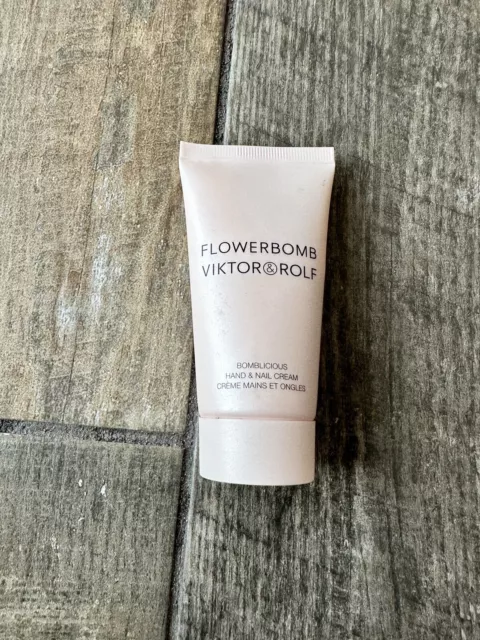 FLOWERBOMB
VIKTOR&ROLF
BOMBLICIOUS
HAND & NAIL CREAM
CRÈME MAINS ET ONGLES